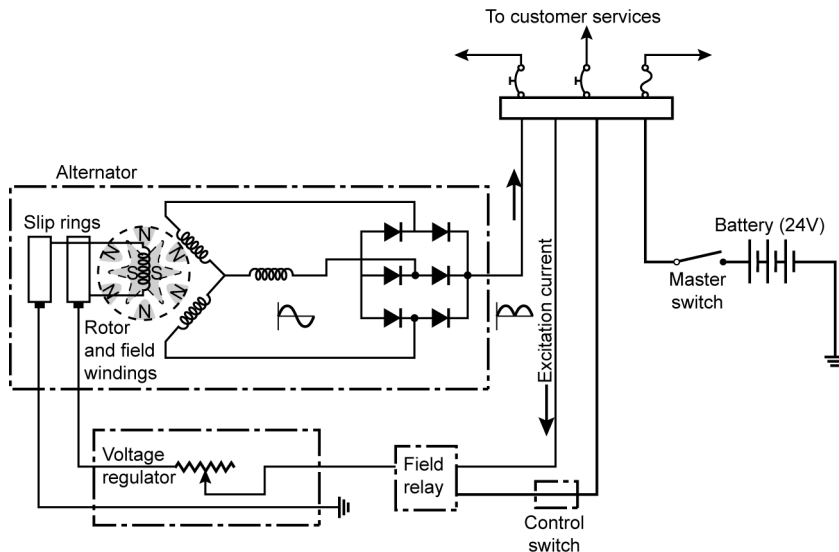 To customer services
Alternator
Slip rings
N
N
N
S
S
N
N
N
Rotor
and field
windings
Excitation current
Battery (24V)
Master
switch
Voltage
regulator
Field
relay
Control
switch